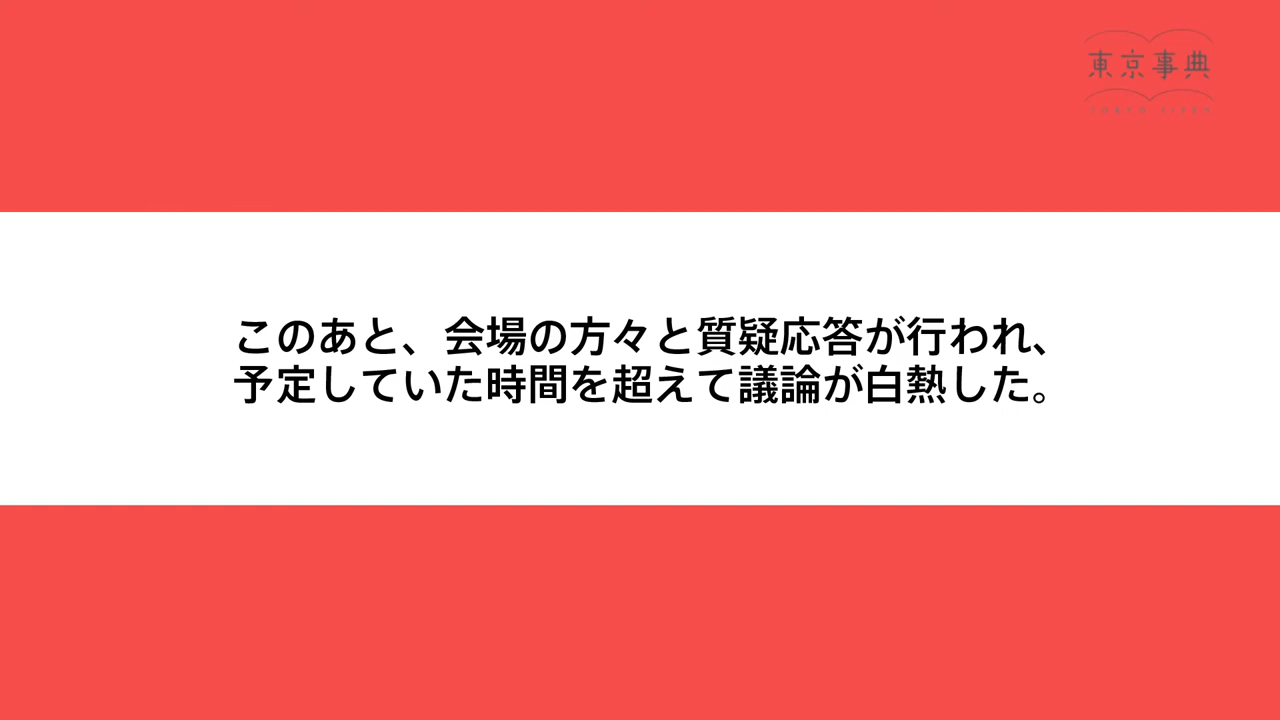 東京事典
TOKYO JITEN
このあと、会場の方々と質疑応答が行われ、
予定していた時間を超えて議論が白熱した。